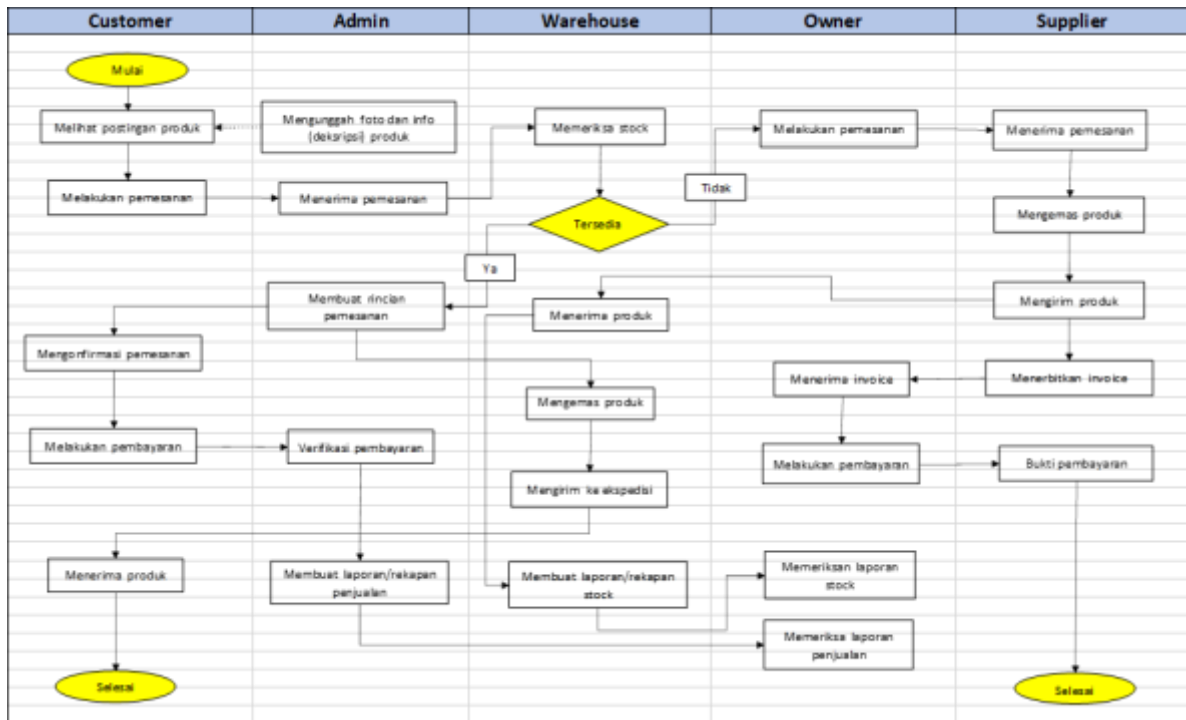 Customer
Admin
Warehouse
Owner
Supplier
Mulai
Melihat postingan produk
Mengunggah foto dan info
(deksripsi) produk
Memeriksa stock
Melakukan pemesanan
Menerima pemesanan
Melakukan pemesanan
Menerima pemesanan
Tidak
Tersedia
Mengemas produk
Ya
Membuat rincian
pemesanan
Menerima produk
Mengirim produk
Mengonfirmasi pemesanan
Mengemas produk
Menerima invoice
Menerbitkan invoice
Melakukan pembayaran
Verifikasi pembayaran
Mengirim ke ekspedisi
Melakukan pembayaran
Bukti pembayaran
Menerima produk
Membuat laporan/rekapan
penjualan
Membuat laporan/rekapan
stock
Memeriksan laporan
stock
Memeriksa laporan
penjualan
Selesai
Selesai